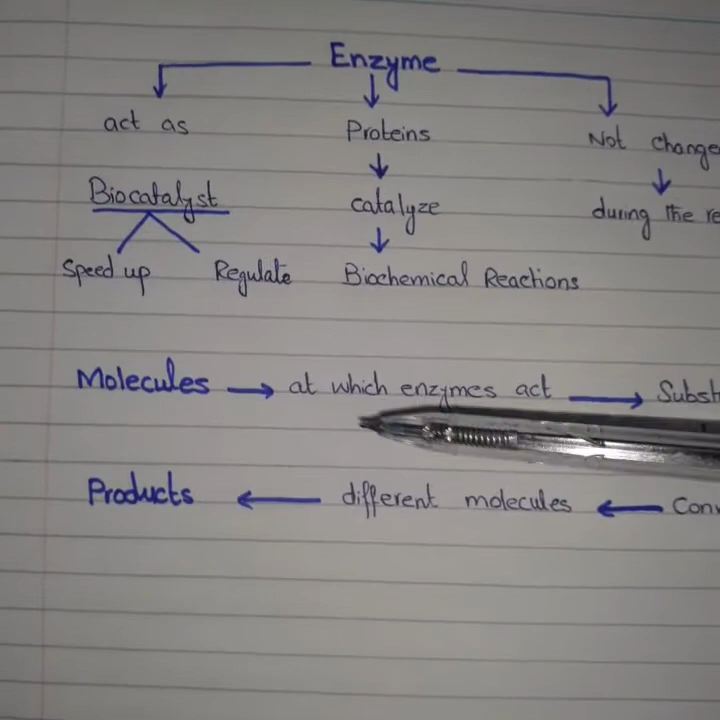 Enzyme
act as Proteins Not change
Biocatalyst catalyze during the re
Speed up Regulate Biochemical Reactions
Molecules → at which enzymes act → Subst
Products ← different molecules ← Con